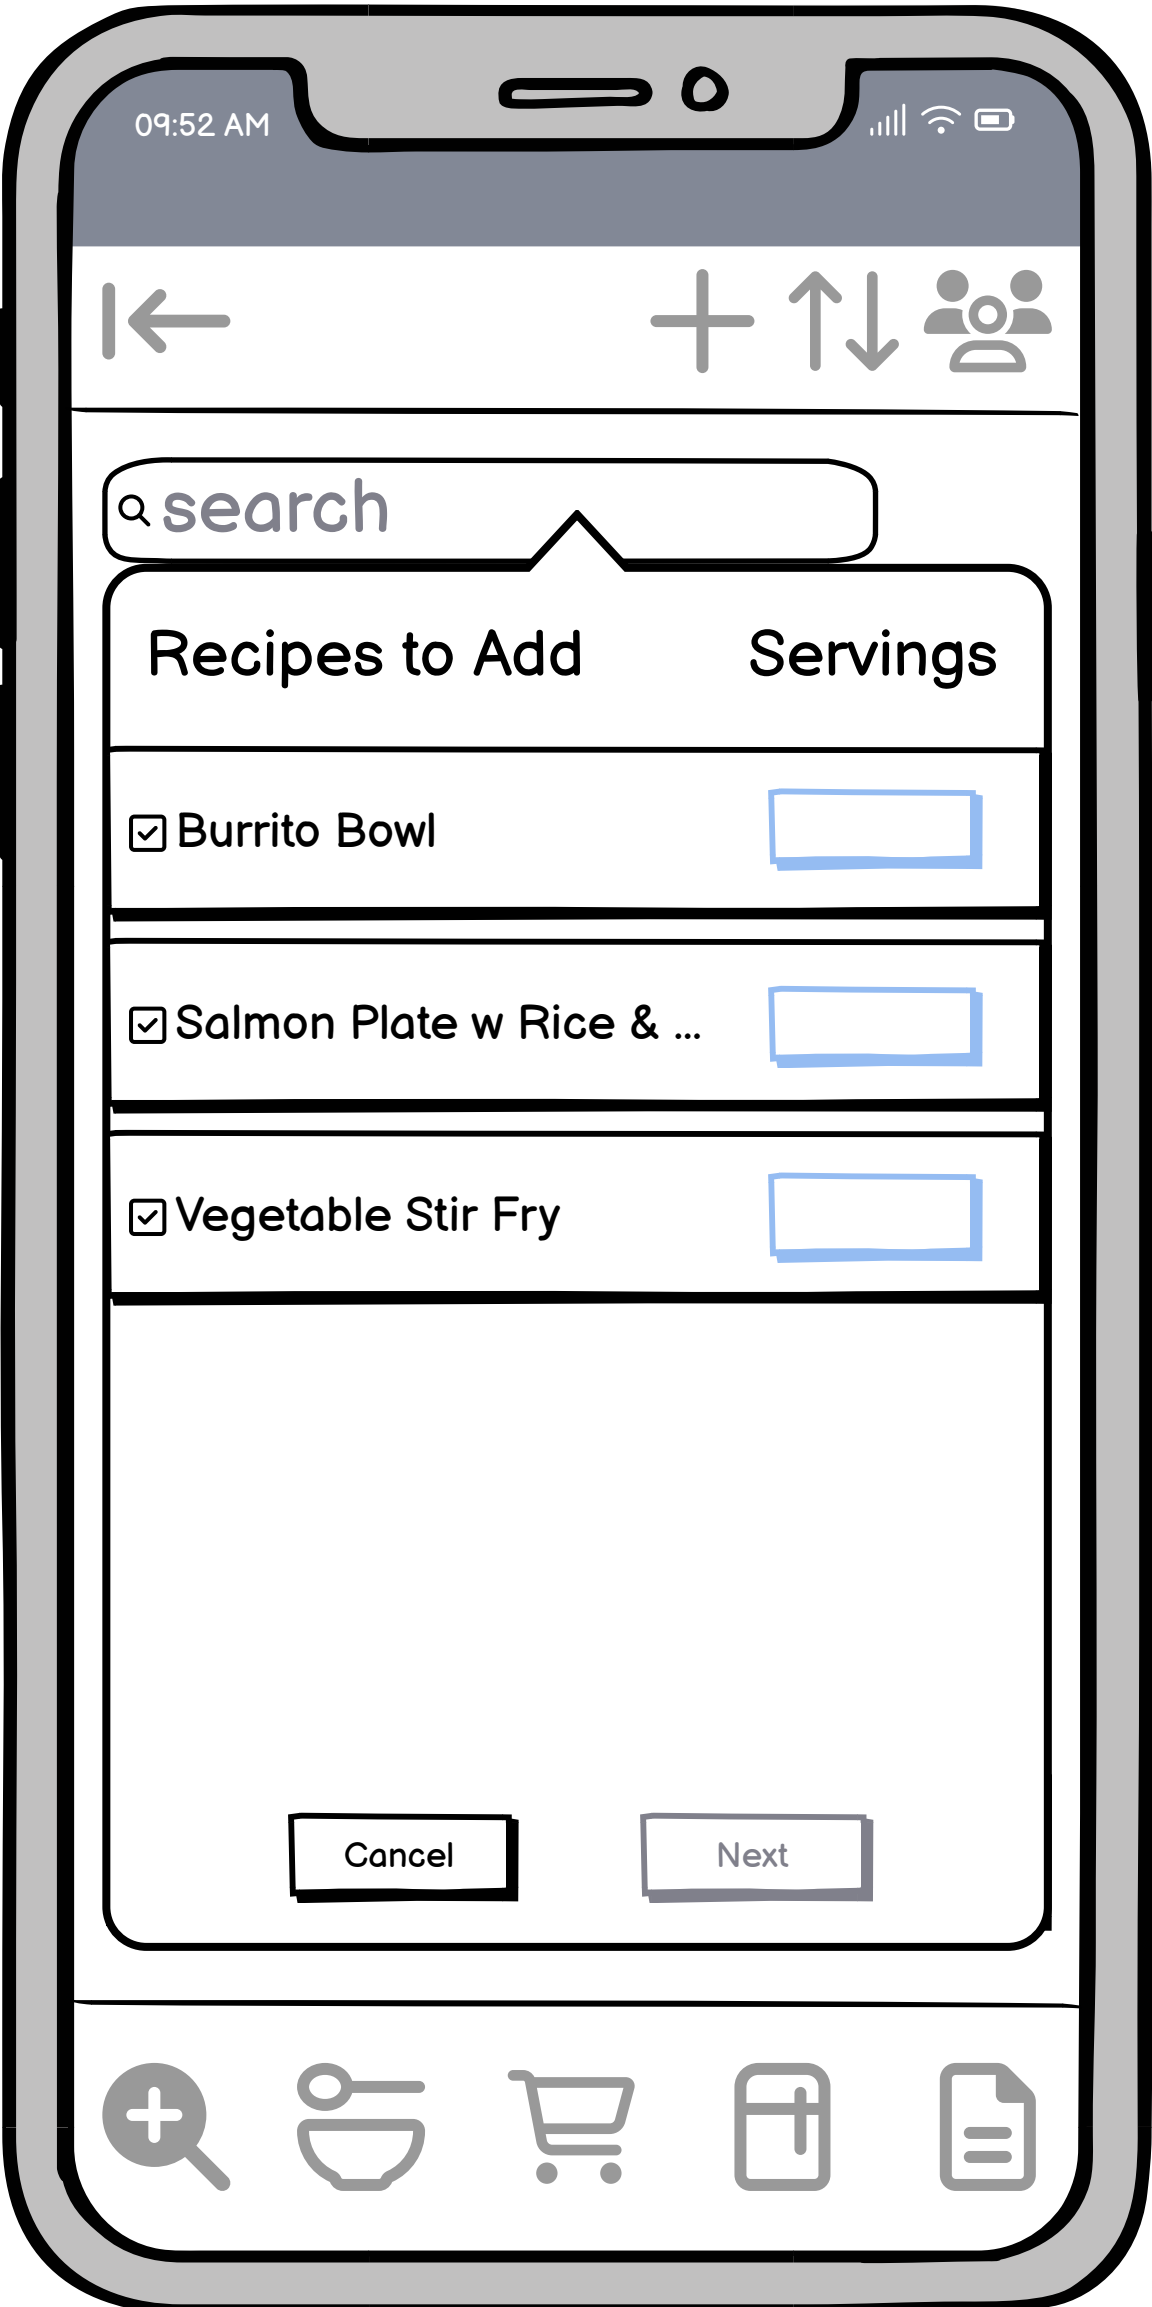 09:52 AM
search
Recipes to Add Servings
Burrito Bowl
Salmon Plate w Rice & ...
Vegetable Stir Fry
Cancel Next